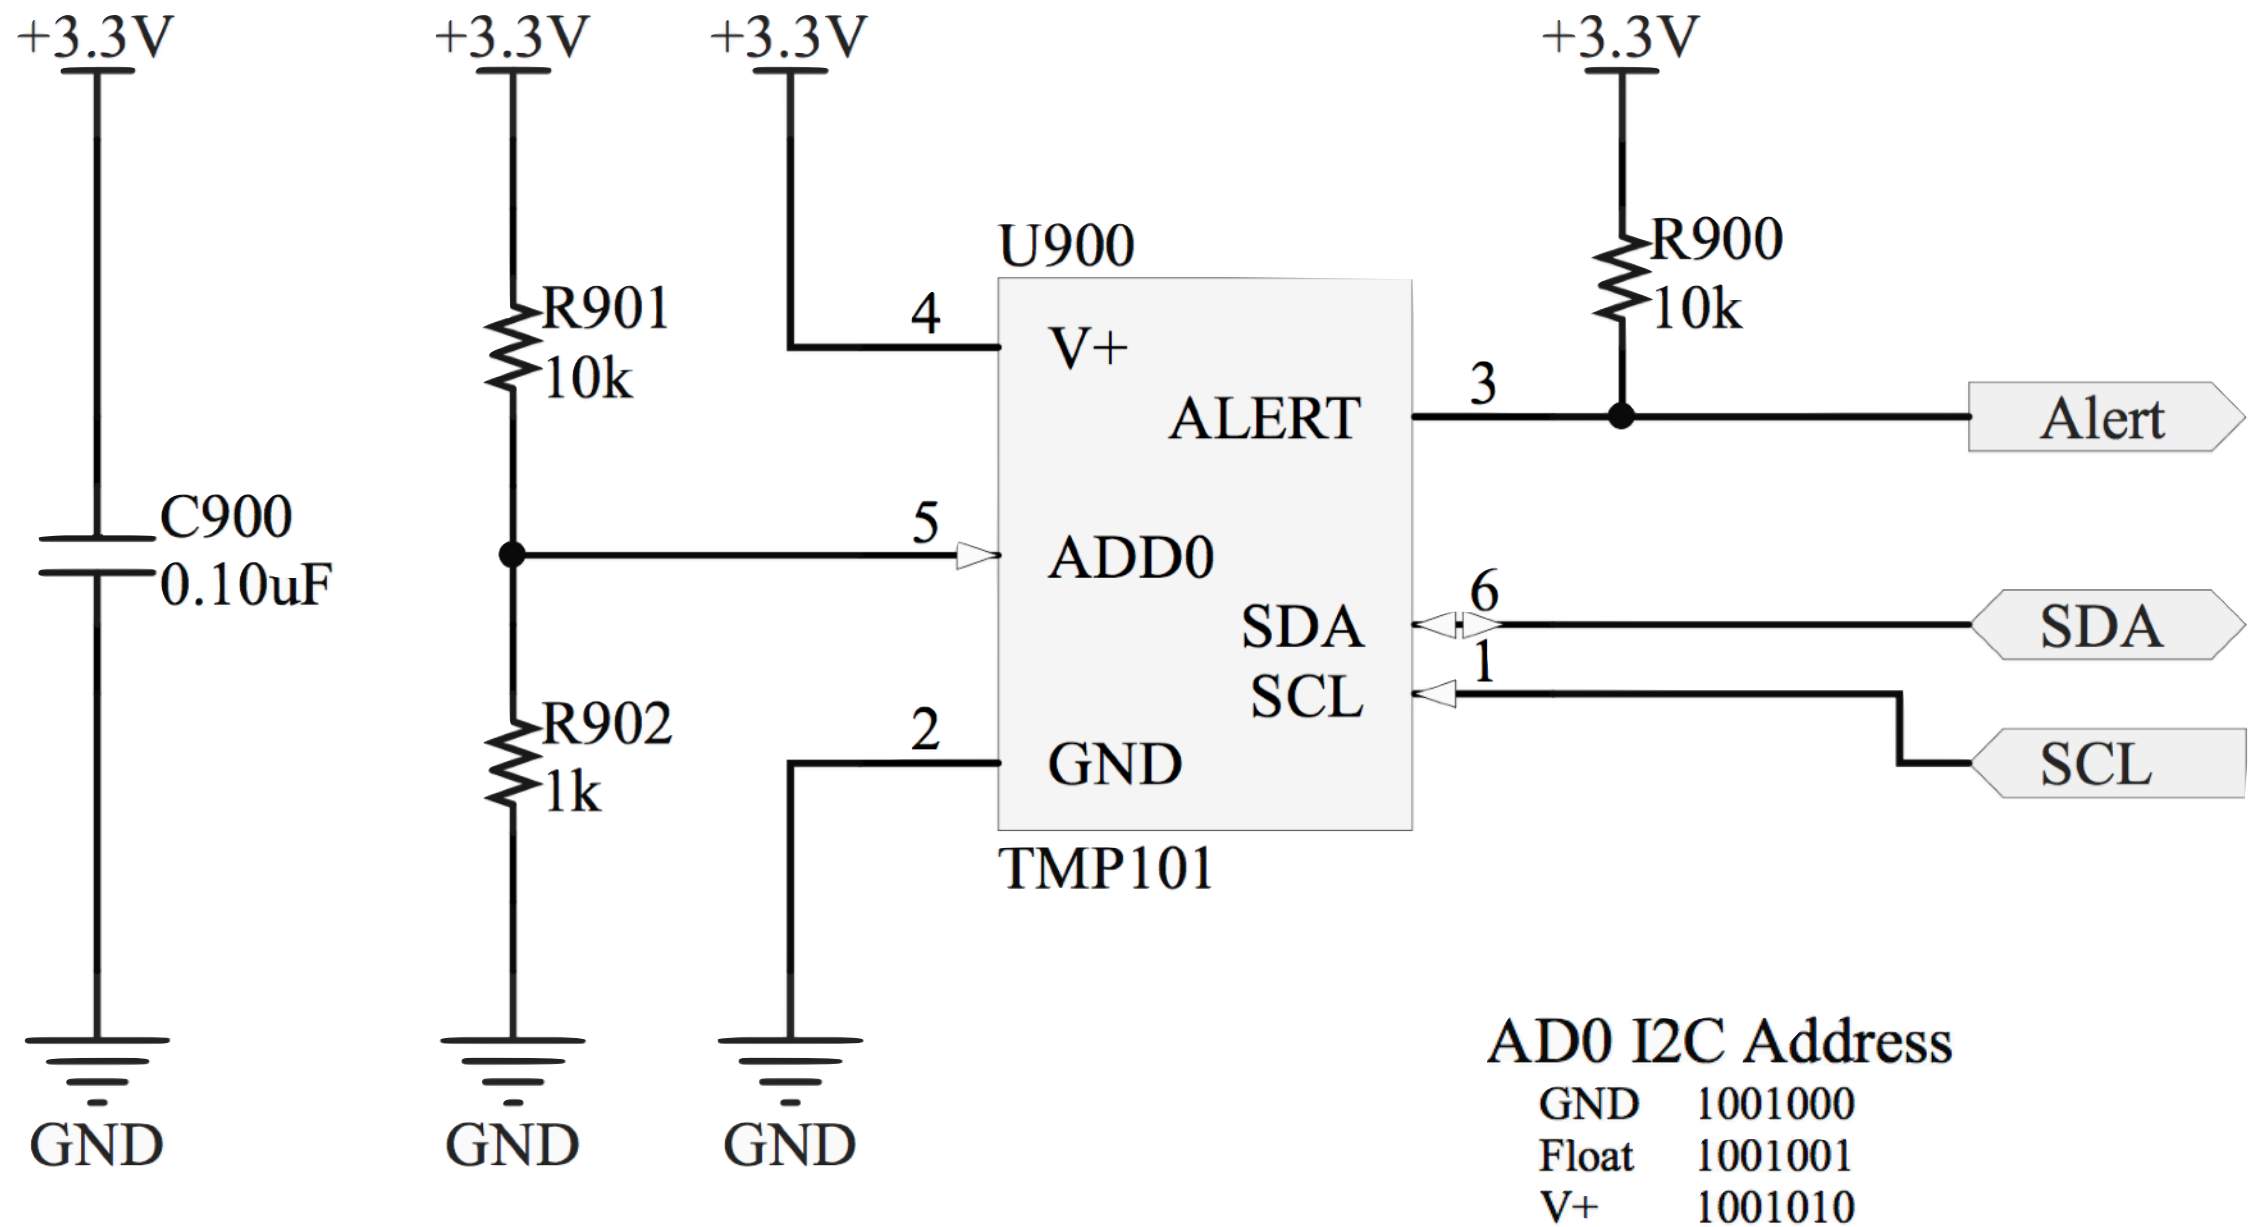 +3.3V
+3.3V
+3.3V
+3.3V
C900
0.10uF
R901
10k
R902
1k
U900
4
V+
5
ADD0
2
GND
ALERT
3
SDA
6
SCL
1
TMP101
R900
10k
Alert
SDA
SCL
GND
GND
GND
AD0 I2C Address
GND 1001000
Float 1001001
V+ 1001010